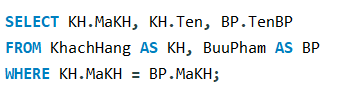 SELECT KH.MaKH, KH.Ten, BP.TenBP
FROM KhachHang AS KH, BuuPham AS BP
WHERE KH.MaKH = BP.MaKH;